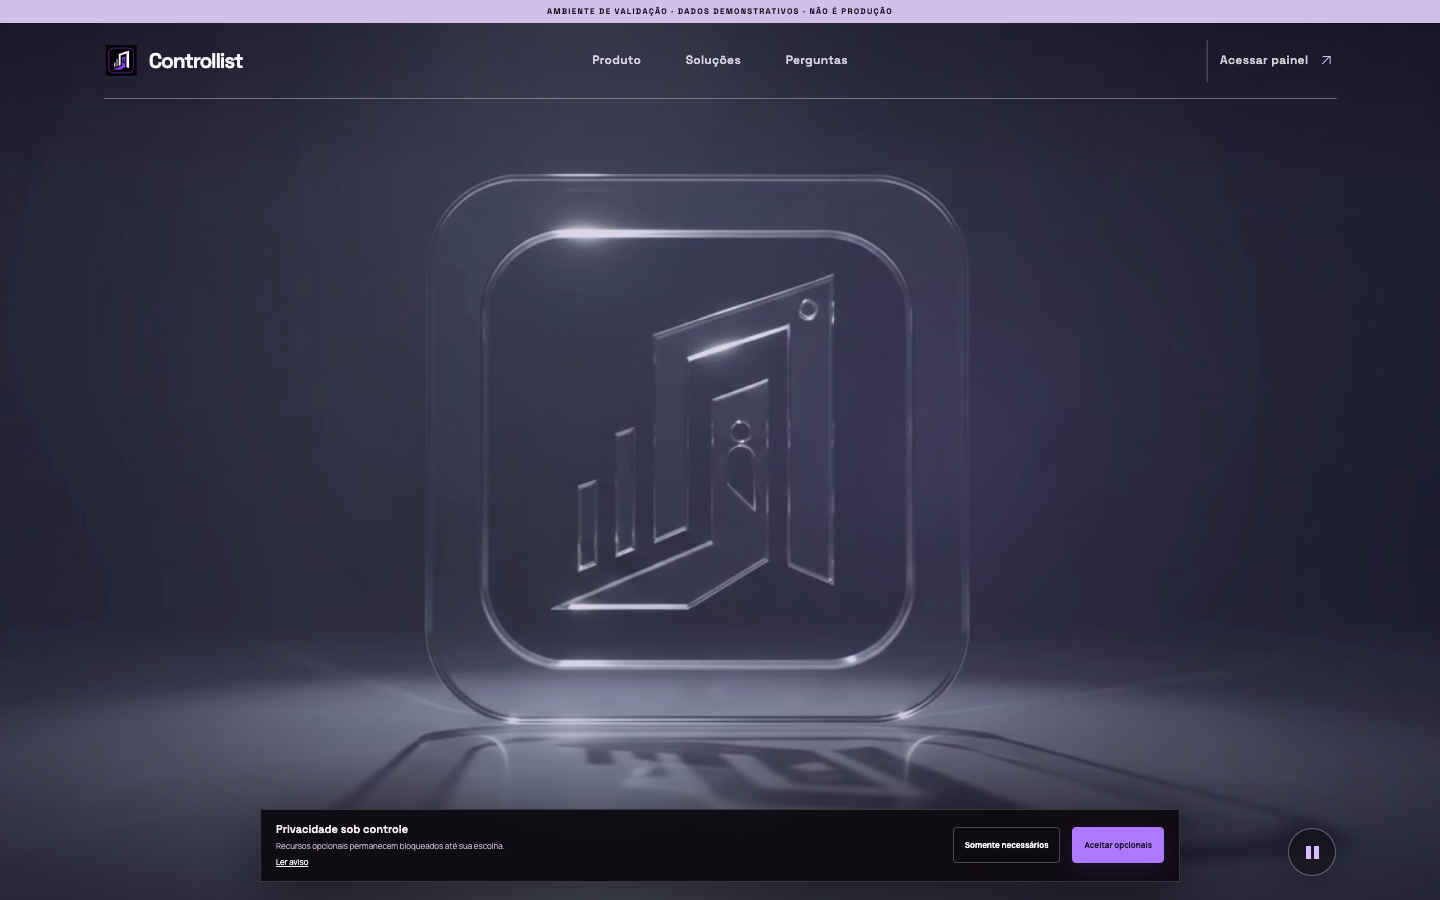 AMBIENTE DE VALIDAÇÃO · DADOS DEMONSTRATIVOS · NÃO É PRODUÇÃO
Controllist
Produto
Soluções
Perguntas
Acessar painel
Privacidade sob controle
Recursos opcionais permanecem bloqueados até sua escolha.
Ler aviso
Somente necessários
Aceitar opcionais